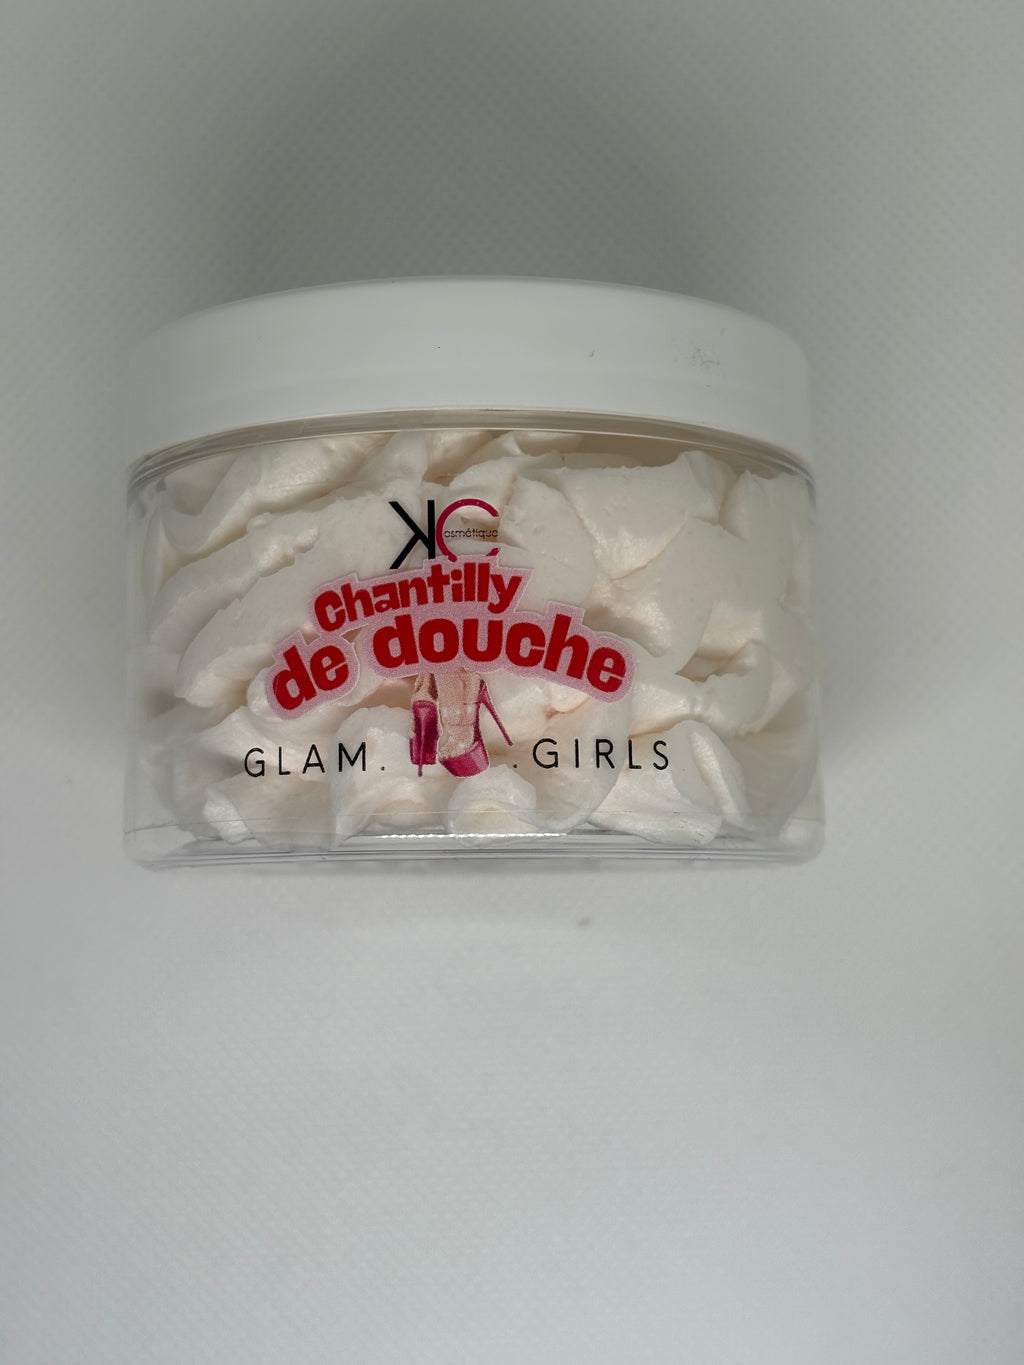 KC
osmétique
Chantilly
de douche
GLAM. .GIRLS